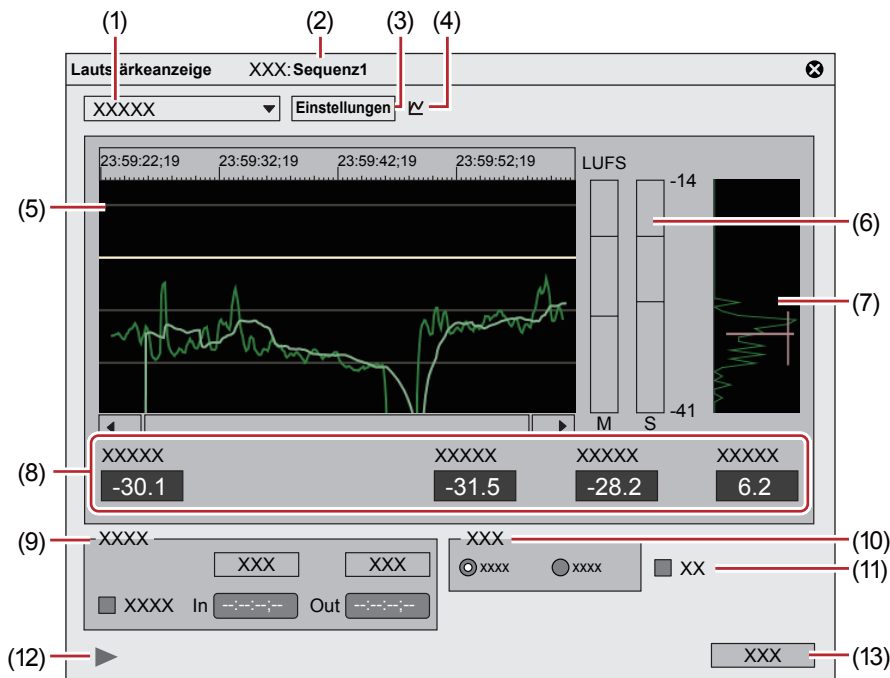 (1) (2) (3) (4)
Lautstärkeanzeige XXX: Sequenz1
XXXXX Einstellungen
23:59:22;19 23:59:32;19 23:59:42;19 23:59:52;19 LUFS
-14
(5)
(6)
(7)
-41
M S
(8)
XXXXX XXXXX XXXXX XXXXX
-30.1 -31.5 -28.2 6.2
(9) XXXX XXX (10)
XXX XXX xxxx xxxx XX (11)
XXXX In --:--:--;-- Out --:--:--;--
(12) XXX (13)